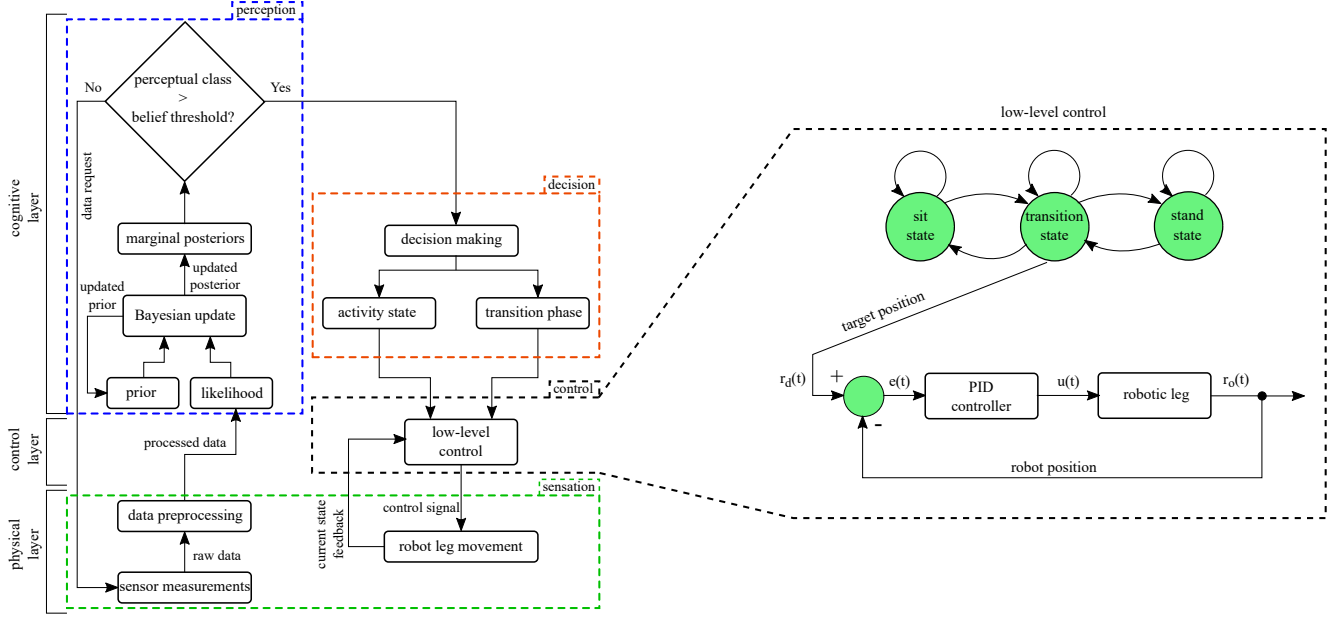 perception
cognitive
layer
No
Yes
perceptual class
>
belief threshold?
data request
marginal posteriors
updated
posterior
updated
prior
Bayesian update
prior
likelihood
decision
decision making
activity state
transition phase
control
layer
processed data
control
low-level
control
physical
layer
sensation
data preprocessing
raw data
sensor measurements
current state
feedback
control signal
robot leg movement
low-level control
sit
state
transition
state
stand
state
target position
r_d(t)
+
-
e(t)
PID
controller
u(t)
robotic leg
r_o(t)
robot position